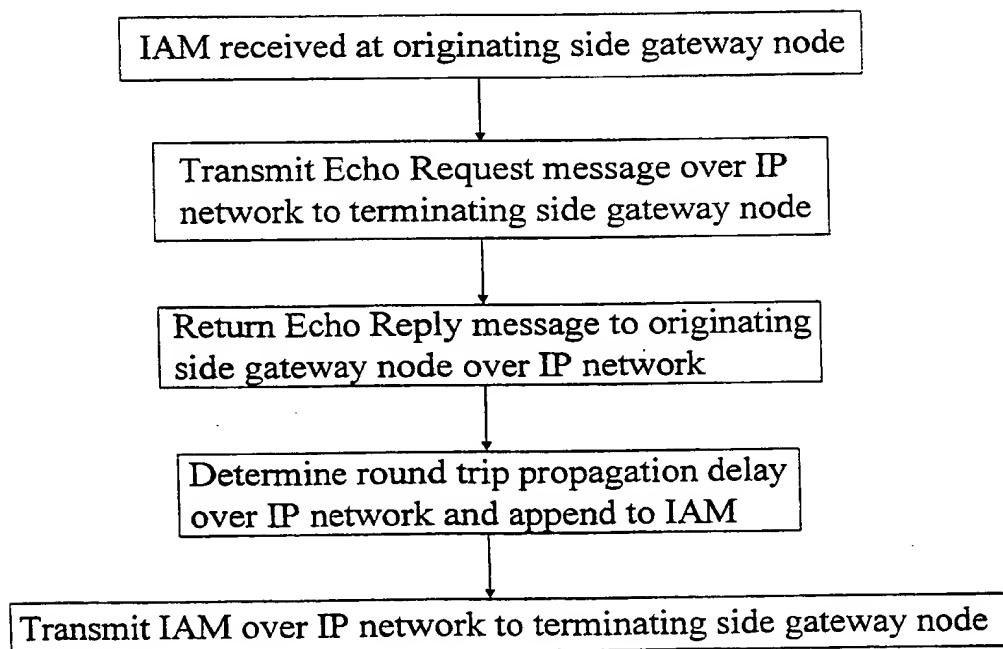 IAM received at originating side gateway node
Transmit Echo Request message over IP
network to terminating side gateway node
Return Echo Reply message to originating
side gateway node over IP network
Determine round trip propagation delay
over IP network and append to IAM
Transmit IAM over IP network to terminating side gateway node